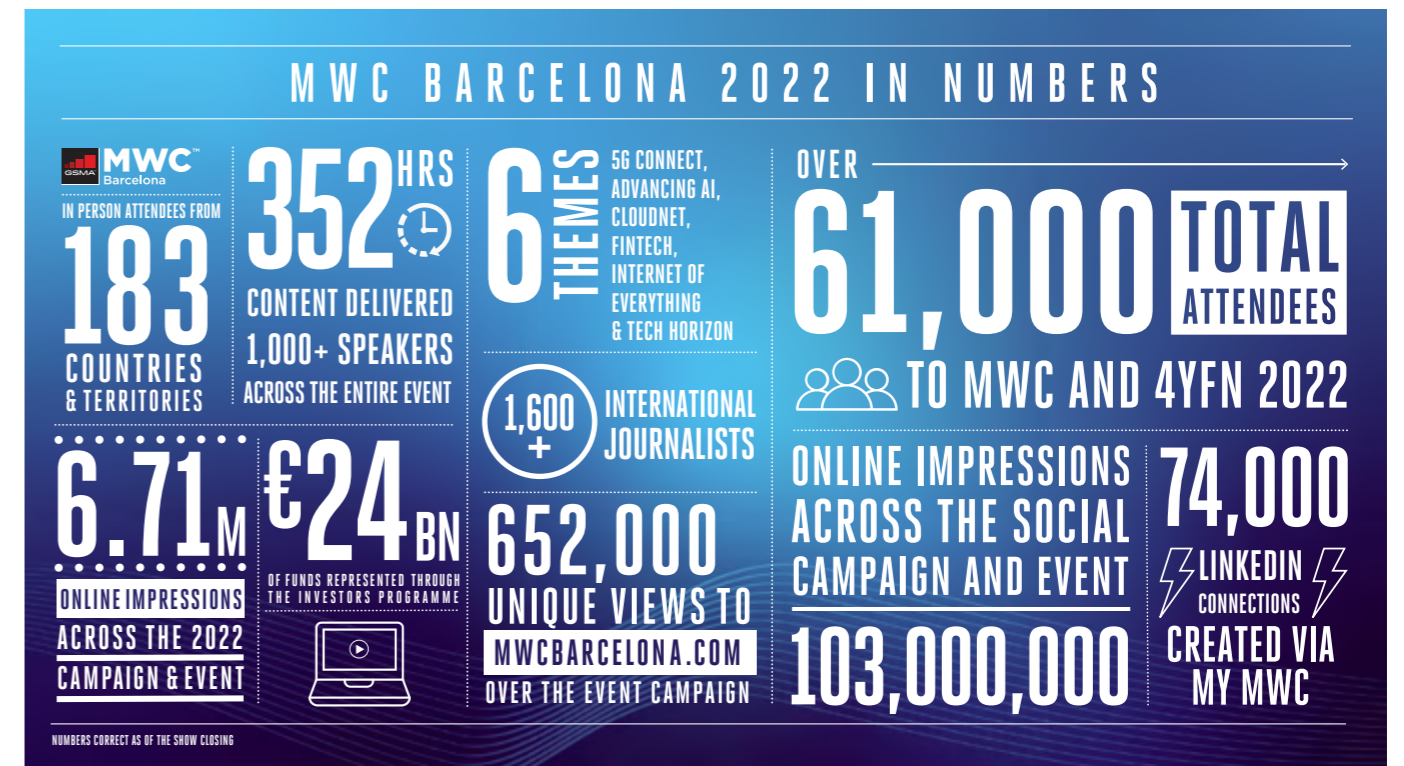 MWC BARCELONA 2022 IN NUMBERS
GSMA
MWC™
Barcelona
IN PERSON ATTENDEES FROM
183
COUNTRIES
& TERRITORIES
352 HRS
CONTENT DELIVERED
1,000+ SPEAKERS
ACROSS THE ENTIRE EVENT
6 THEMES
5G CONNECT,
ADVANCING AI,
CLOUDNET,
FINTECH,
INTERNET OF
EVERYTHING
& TECH HORIZON
OVER
61,000
TOTAL
ATTENDEES
TO MWC AND 4YFN 2022
6.71M
ONLINE IMPRESSIONS
ACROSS THE 2022
CAMPAIGN & EVENT
€24BN
OF FUNDS REPRESENTED THROUGH
THE INVESTORS PROGRAMME
1,600
+
INTERNATIONAL
JOURNALISTS
652,000
UNIQUE VIEWS TO
MWCBARCELONA.COM
OVER THE EVENT CAMPAIGN
ONLINE IMPRESSIONS
ACROSS THE SOCIAL
CAMPAIGN AND EVENT
103,000,000
74,000
LINKEDIN
CONNECTIONS
CREATED VIA
MY MWC
NUMBERS CORRECT AS OF THE SHOW CLOSING